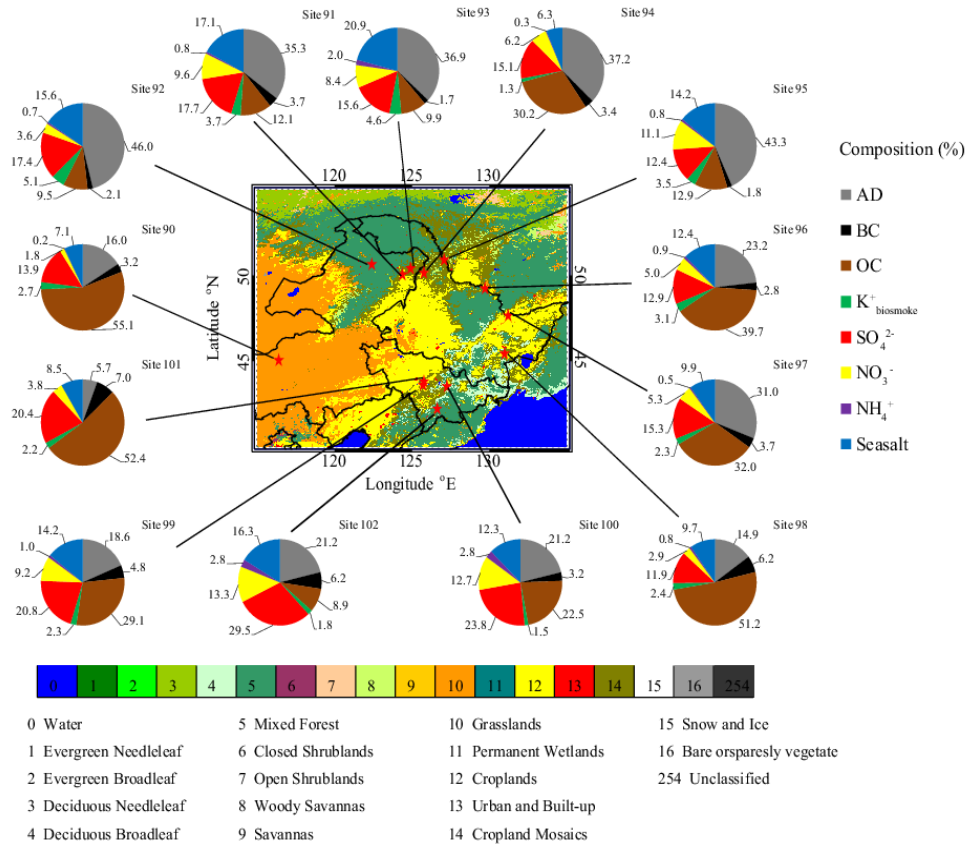 Site 91
17.1
0.8
9.6
17.7
3.7
12.1
3.7
35.3
Site 93
20.9
2.0
8.4
15.6
4.6
9.9
1.7
36.9
Site 94
6.3
0.3
6.2
15.1
1.3
30.2
3.4
37.2
Site 92
15.6
0.7
3.6
17.4
5.1
9.5
2.1
46.0
Site 95
14.2
0.8
11.1
12.4
3.5
12.9
1.8
43.3
Composition (%)
AD
BC
OC
K+biosmoke
SO4 2-
NO3 -
NH4 +
Seasalt
Site 90
7.1
0.2
1.8
13.9
2.7
55.1
3.2
16.0
Site 96
12.4
0.9
5.0
12.9
3.1
39.7
2.8
23.2
120 125 130
50
45
Latitude °N
50
45
120 125 130
Longitude °E
Site 101
8.5
3.8
20.4
2.2
52.4
7.0
5.7
Site 97
9.9
0.5
5.3
15.3
2.3
32.0
3.7
31.0
Site 99
14.2
1.0
9.2
20.8
2.3
29.1
4.8
18.6
Site 102
16.3
2.8
13.3
29.5
1.8
8.9
6.2
21.2
Site 100
12.3
2.8
12.7
23.8
1.5
22.5
3.2
21.2
Site 98
9.7
0.8
2.9
11.9
2.4
51.2
6.2
14.9
0 1 2 3 4 5 6 7 8 9 10 11 12 13 14 15 16 254
0 Water
1 Evergreen Needleleaf
2 Evergreen Broadleaf
3 Deciduous Needleleaf
4 Deciduous Broadleaf
5 Mixed Forest
6 Closed Shrublands
7 Open Shrublands
8 Woody Savannas
9 Savannas
10 Grasslands
11 Permanent Wetlands
12 Croplands
13 Urban and Built-up
14 Cropland Mosaics
15 Snow and Ice
16 Bare orsparesly vegetate
254 Unclassified